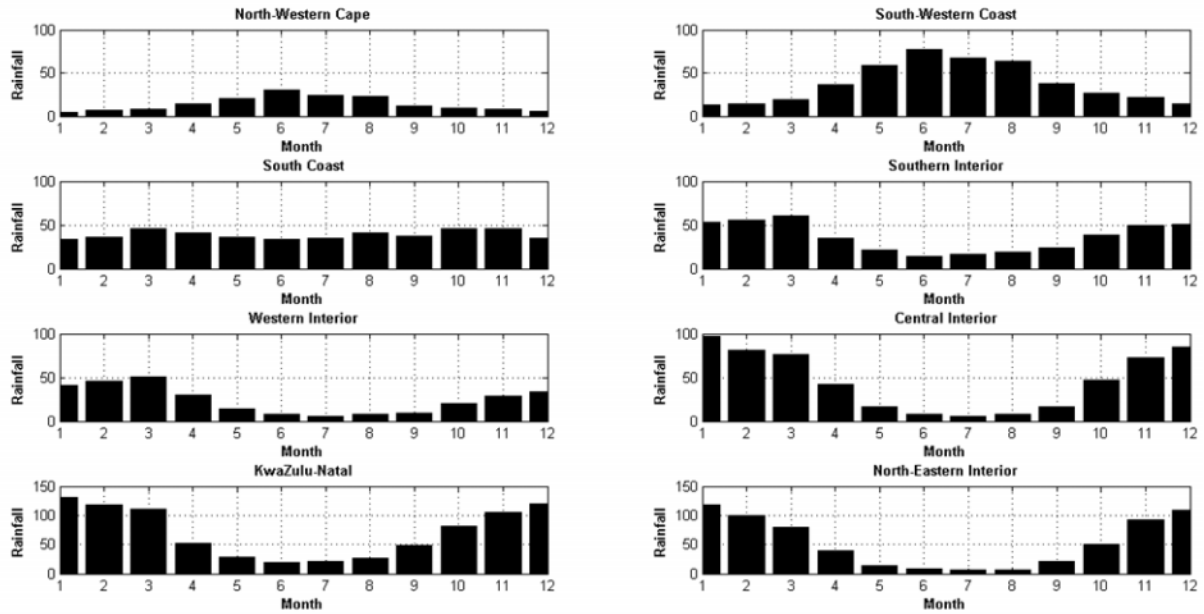 North-Western Cape
100
50
0
Rainfall
1 2 3 4 5 6 7 8 9 10 11 12
Month
South-Western Coast
100
50
0
Rainfall
1 2 3 4 5 6 7 8 9 10 11 12
Month
South Coast
100
50
0
Rainfall
1 2 3 4 5 6 7 8 9 10 11 12
Month
Southern Interior
100
50
0
Rainfall
1 2 3 4 5 6 7 8 9 10 11 12
Month
Western Interior
100
50
0
Rainfall
1 2 3 4 5 6 7 8 9 10 11 12
Month
Central Interior
100
50
0
Rainfall
1 2 3 4 5 6 7 8 9 10 11 12
Month
KwaZulu-Natal
150
100
50
0
Rainfall
1 2 3 4 5 6 7 8 9 10 11 12
Month
North-Eastern Interior
150
100
50
0
Rainfall
1 2 3 4 5 6 7 8 9 10 11 12
Month